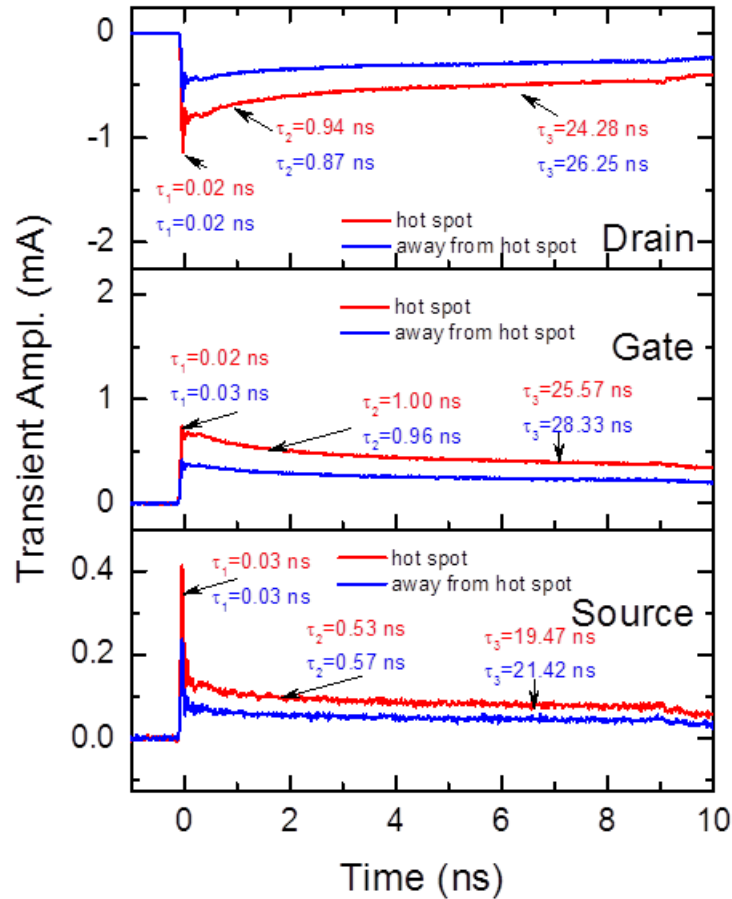 0
-1
-2
τ1=0.02 ns
τ1=0.02 ns
τ2=0.94 ns
τ2=0.87 ns
τ3=24.28 ns
τ3=26.25 ns
hot spot
away from hot spot
Drain
2
1
0
hot spot
away from hot spot
Gate
τ1=0.02 ns
τ1=0.03 ns
τ2=1.00 ns
τ2=0.96 ns
τ3=25.57 ns
τ3=28.33 ns
0.4
0.2
0.0
hot spot
away from hot spot
Source
τ1=0.03 ns
τ1=0.03 ns
τ2=0.53 ns
τ2=0.57 ns
τ3=19.47 ns
τ3=21.42 ns
Transient Ampl. (mA)
0 2 4 6 8 10
Time (ns)